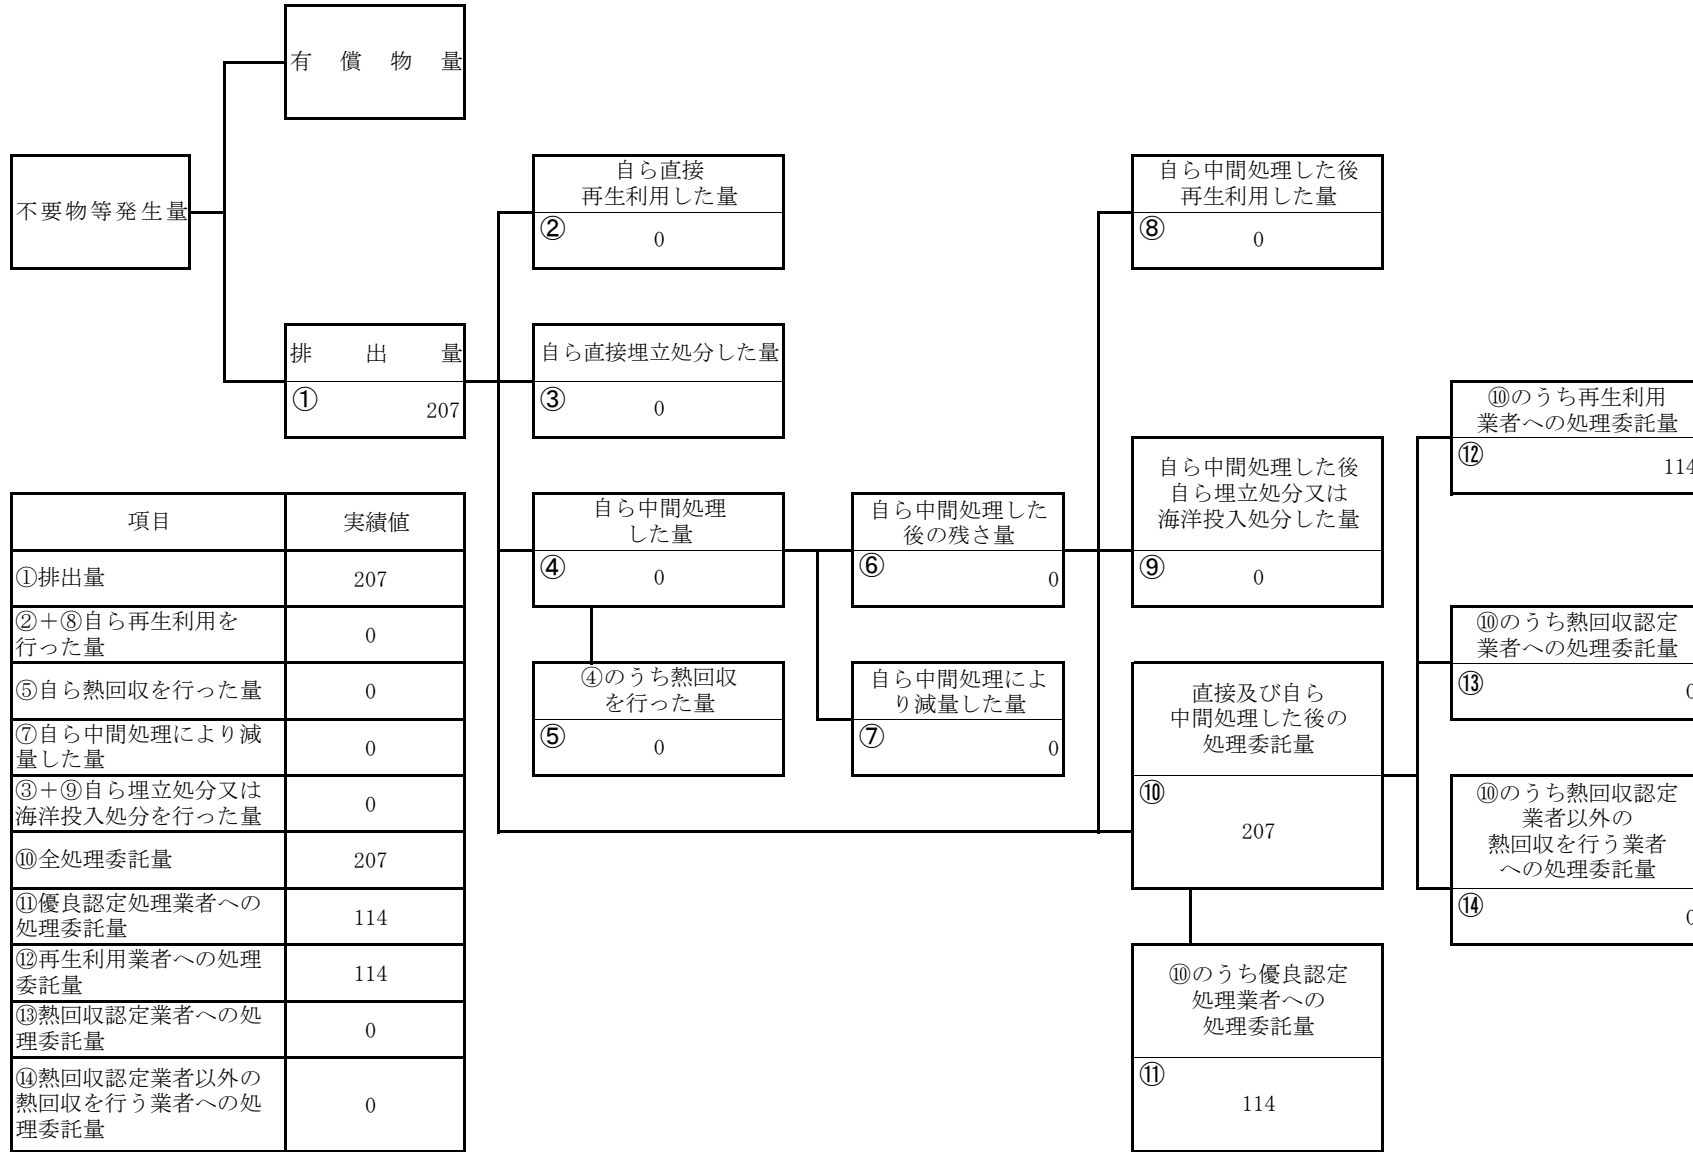 有償物量
不要物等発生量
排出量
①
207
自ら直接
再生利用した量
②
0
自ら直接埋立処分した量
③
0
自ら中間処理
した量
④
0
④のうち熱回収
を行った量
⑤
0
自ら中間処理した
後の残さ量
⑥
0
自ら中間処理によ
り減量した量
⑦
0
自ら中間処理した後
再生利用した量
⑧
0
自ら中間処理した後
自ら埋立処分又は
海洋投入処分した量
⑨
0
直接及び自ら
中間処理した後の
処理委託量
⑩
207
⑩のうち優良認定
処理業者への
処理委託量
⑪
114
⑩のうち再生利用
業者への処理委託量
⑫
114
⑩のうち熱回収認定
業者への処理委託量
⑬
0
⑩のうち熱回収認定
業者以外の
熱回収を行う業者
への処理委託量
⑭
0
項目 実績値
①排出量 207
②+⑧自ら再生利用を
行った量 0
⑤自ら熱回収を行った量 0
⑦自ら中間処理により減
量した量 0
③+⑨自ら埋立処分又は
海洋投入処分を行った量 0
⑩全処理委託量 207
⑪優良認定処理業者への
処理委託量 114
⑫再生利用業者への処理
委託量 114
⑬熱回収認定業者への処
理委託量 0
⑭熱回収認定業者以外の
熱回収を行う業者への処
理委託量 0